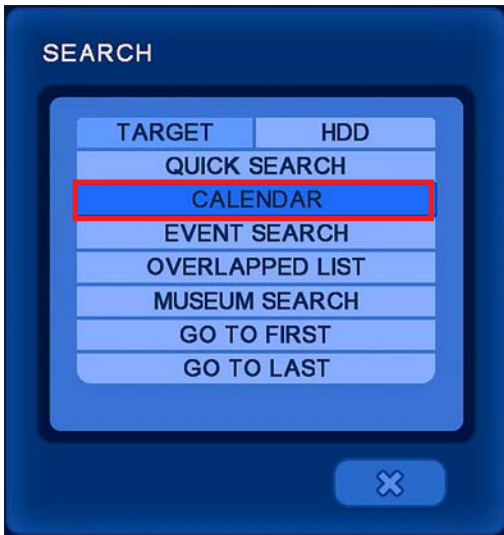 SEARCH
TARGET HDD
QUICK SEARCH
CALENDAR
EVENT SEARCH
OVERLAPPED LIST
MUSEUM SEARCH
GO TO FIRST
GO TO LAST